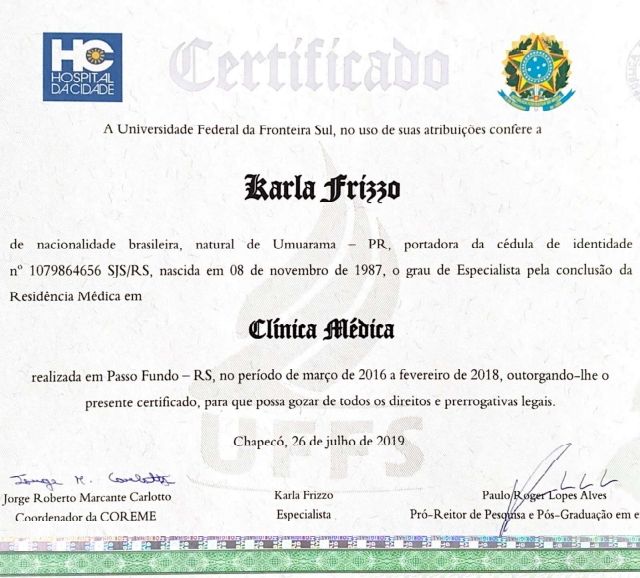 HC
HOSPITAL
DA CIDADE
Certificado
A Universidade Federal da Fronteira Sul, no uso de suas atribuições confere a
Karla Frizzo
de nacionalidade brasileira, natural de Umuarama – PR, portadora da cédula de identidade
nº 1079864656 SJS/RS, nascida em 08 de novembro de 1987, o grau de Especialista pela conclusão da
Residência Médica em
Clínica Médica
realizada em Passo Fundo – RS, no período de março de 2016 a fevereiro de 2018, outorgando-lhe o
presente certificado, para que possa gozar de todos os direitos e prerrogativas legais.
Chapecó, 26 de julho de 2019
UFFS
Jorge R. Carlotto
Jorge Roberto Marcante Carlotto
Coordenador da COREME
Karla Frizzo
Especialista
Paulo Roger Lopes Alves
Pró-Reitor de Pesquisa e Pós-Graduação em e